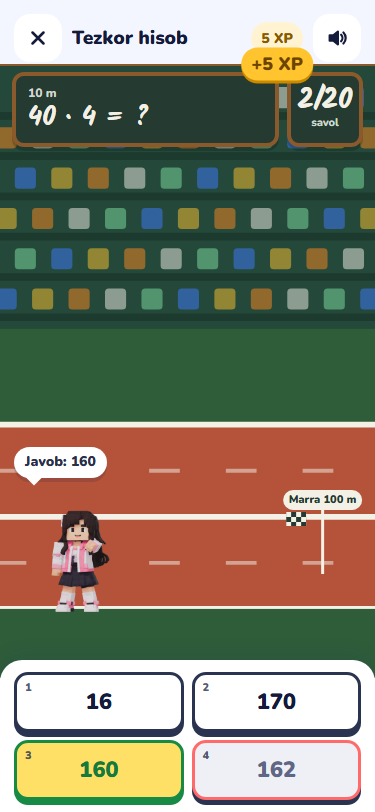 Tezkor hisob
5 XP
+5 XP
10 m
40 · 4 = ?
2/20
savol
Javob: 160
Marra 100 m
1
16
2
170
3
160
4
162